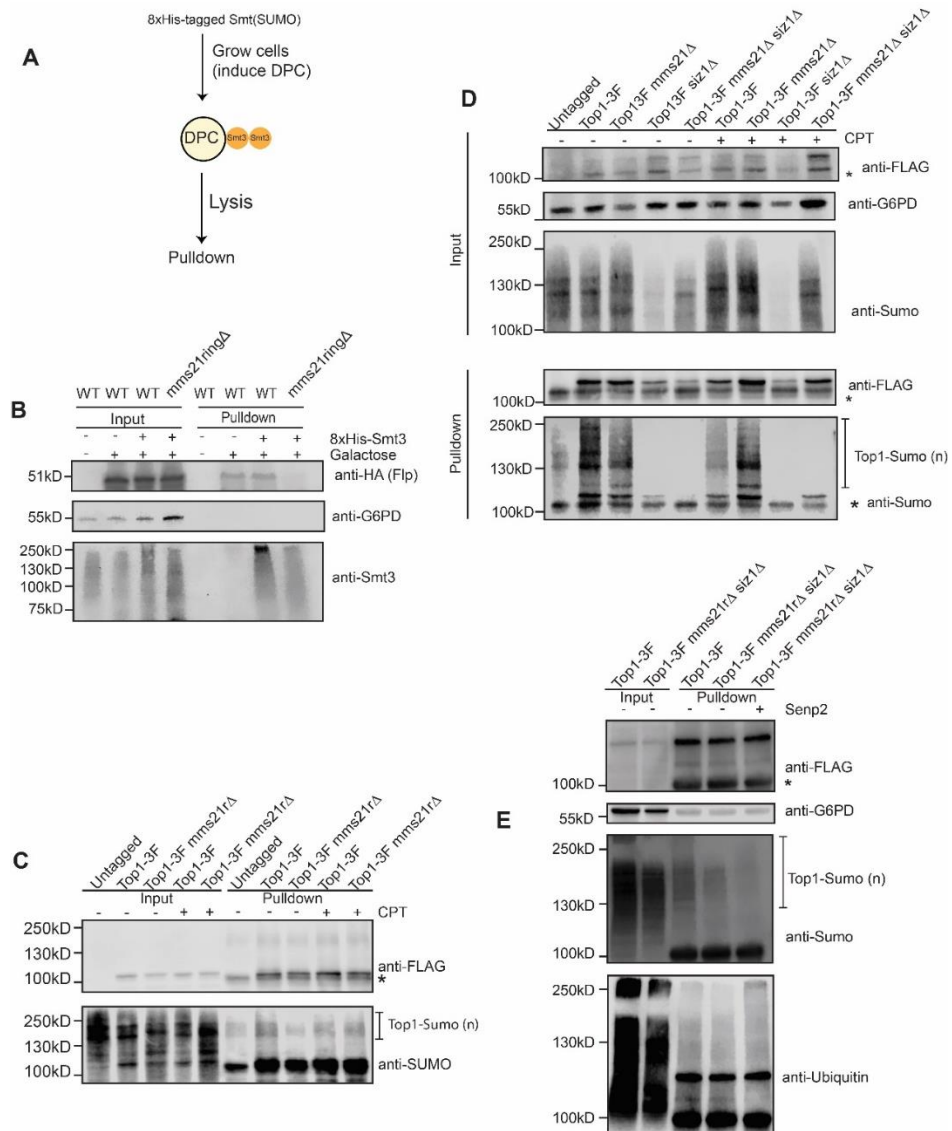 A
8xHis-tagged Smt(SUMO)
Grow cells
(induce DPC)
DPC
Smt3 Smt3
Lysis
Pulldown
B
WT WT WT mms21ringΔ WT WT WT mms21ringΔ
Input Pulldown
- - + + - - + + 8xHis-Smt3
- + + + - + + + Galactose
51kD anti-HA (Flp)
55kD anti-G6PD
250kD
130kD
100kD
75kD
anti-Smt3
C
Untagged Top1-3F Top1-3F mms21rΔ Top1-3F Top1-3F mms21rΔ Untagged Top1-3F Top1-3F mms21rΔ Top1-3F Top1-3F mms21rΔ
Input Pulldown
- - - + + - - - + + CPT
250kD
130kD
100kD
anti-FLAG
*
250kD
130kD
100kD
Top1-Sumo (n)
anti-SUMO
D
Untagged Top1-3F Top13F mms21Δ Top13F siz1Δ Top1-3F mms21Δ siz1Δ Top1-3F Top1-3F mms21Δ Top1-3F siz1Δ Top1-3F mms21Δ siz1Δ
- - - - - + + + + CPT
Input
100kD * anti-FLAG
55kD anti-G6PD
250kD
130kD
100kD
anti-Sumo
Pulldown
100kD anti-FLAG
*
250kD
130kD
100kD
Top1-Sumo (n)
* anti-Sumo
E
Top1-3F Top1-3F mms21rΔ siz1Δ Top1-3F Top1-3F mms21rΔ siz1Δ Top1-3F mms21rΔ siz1Δ
Input Pulldown
- - - - + Senp2
100kD anti-FLAG
*
55kD anti-G6PD
250kD
130kD
100kD
Top1-Sumo (n)
anti-Sumo
250kD
130kD
100kD
anti-Ubiquitin